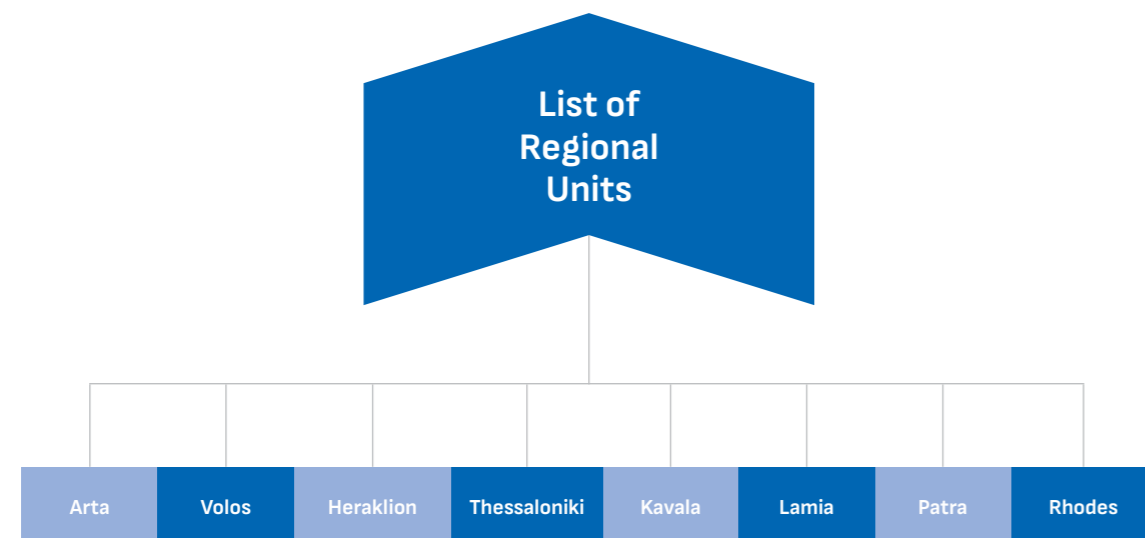 List of
Regional
Units
Arta Volos Heraklion Thessaloniki Kavala Lamia Patra Rhodes